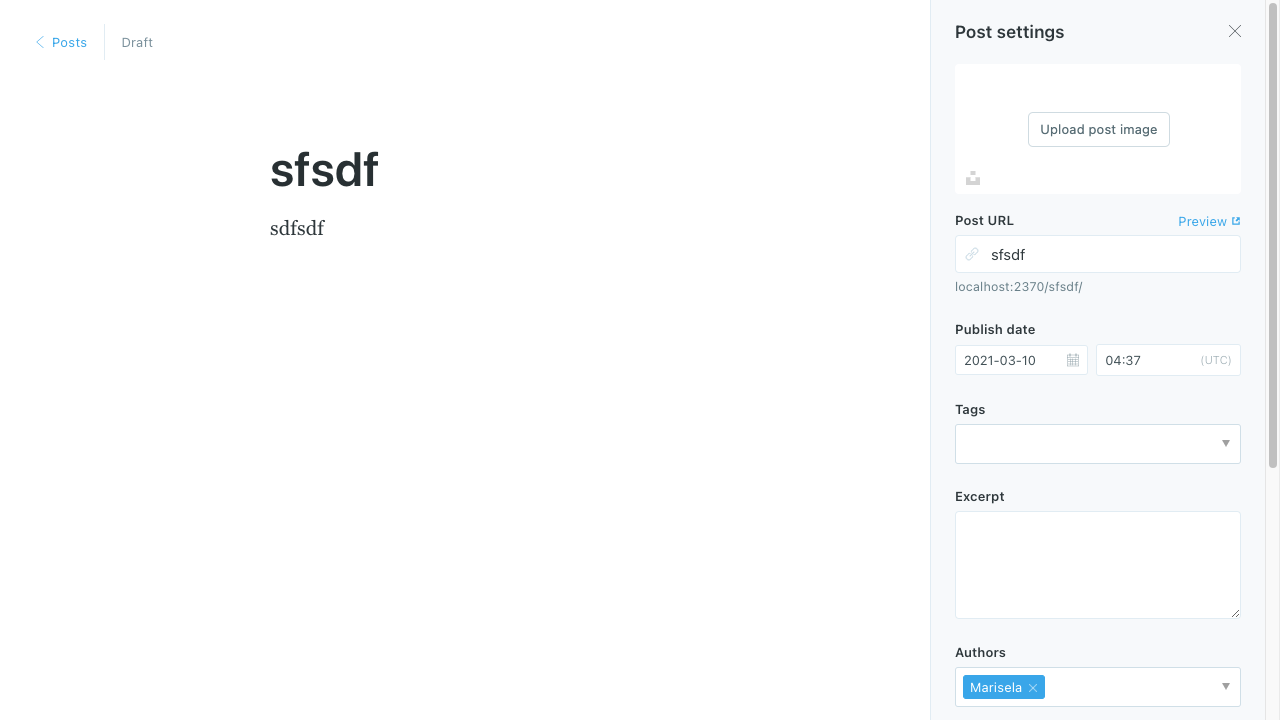 Posts
Draft
sfsdf
sdfsdf
Post settings
Upload post image
Post URL
Preview
sfsdf
localhost:2370/sfsdf/
Publish date
2021-03-10
04:37
(UTC)
Tags
Excerpt
Authors
Marisela